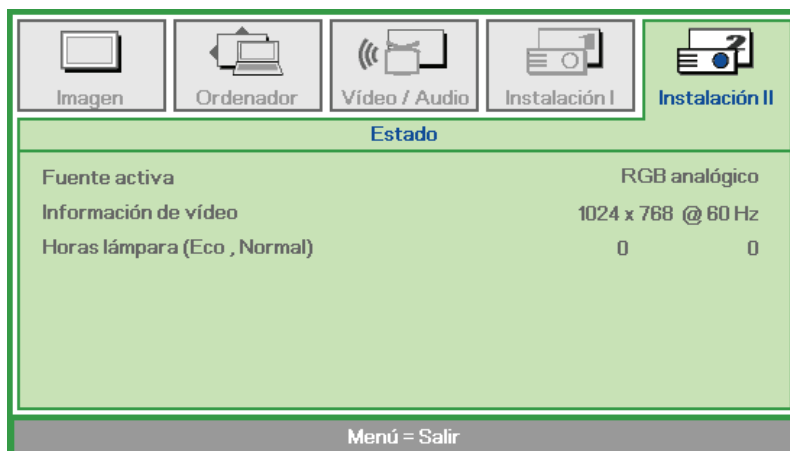 Imagen
Ordenador
Vídeo / Audio
Instalación I
Instalación II
Estado
Fuente activa RGB analógico
Información de vídeo 1024 x 768 @ 60 Hz
Horas lámpara (Eco , Normal) 0 0
Menú = Salir